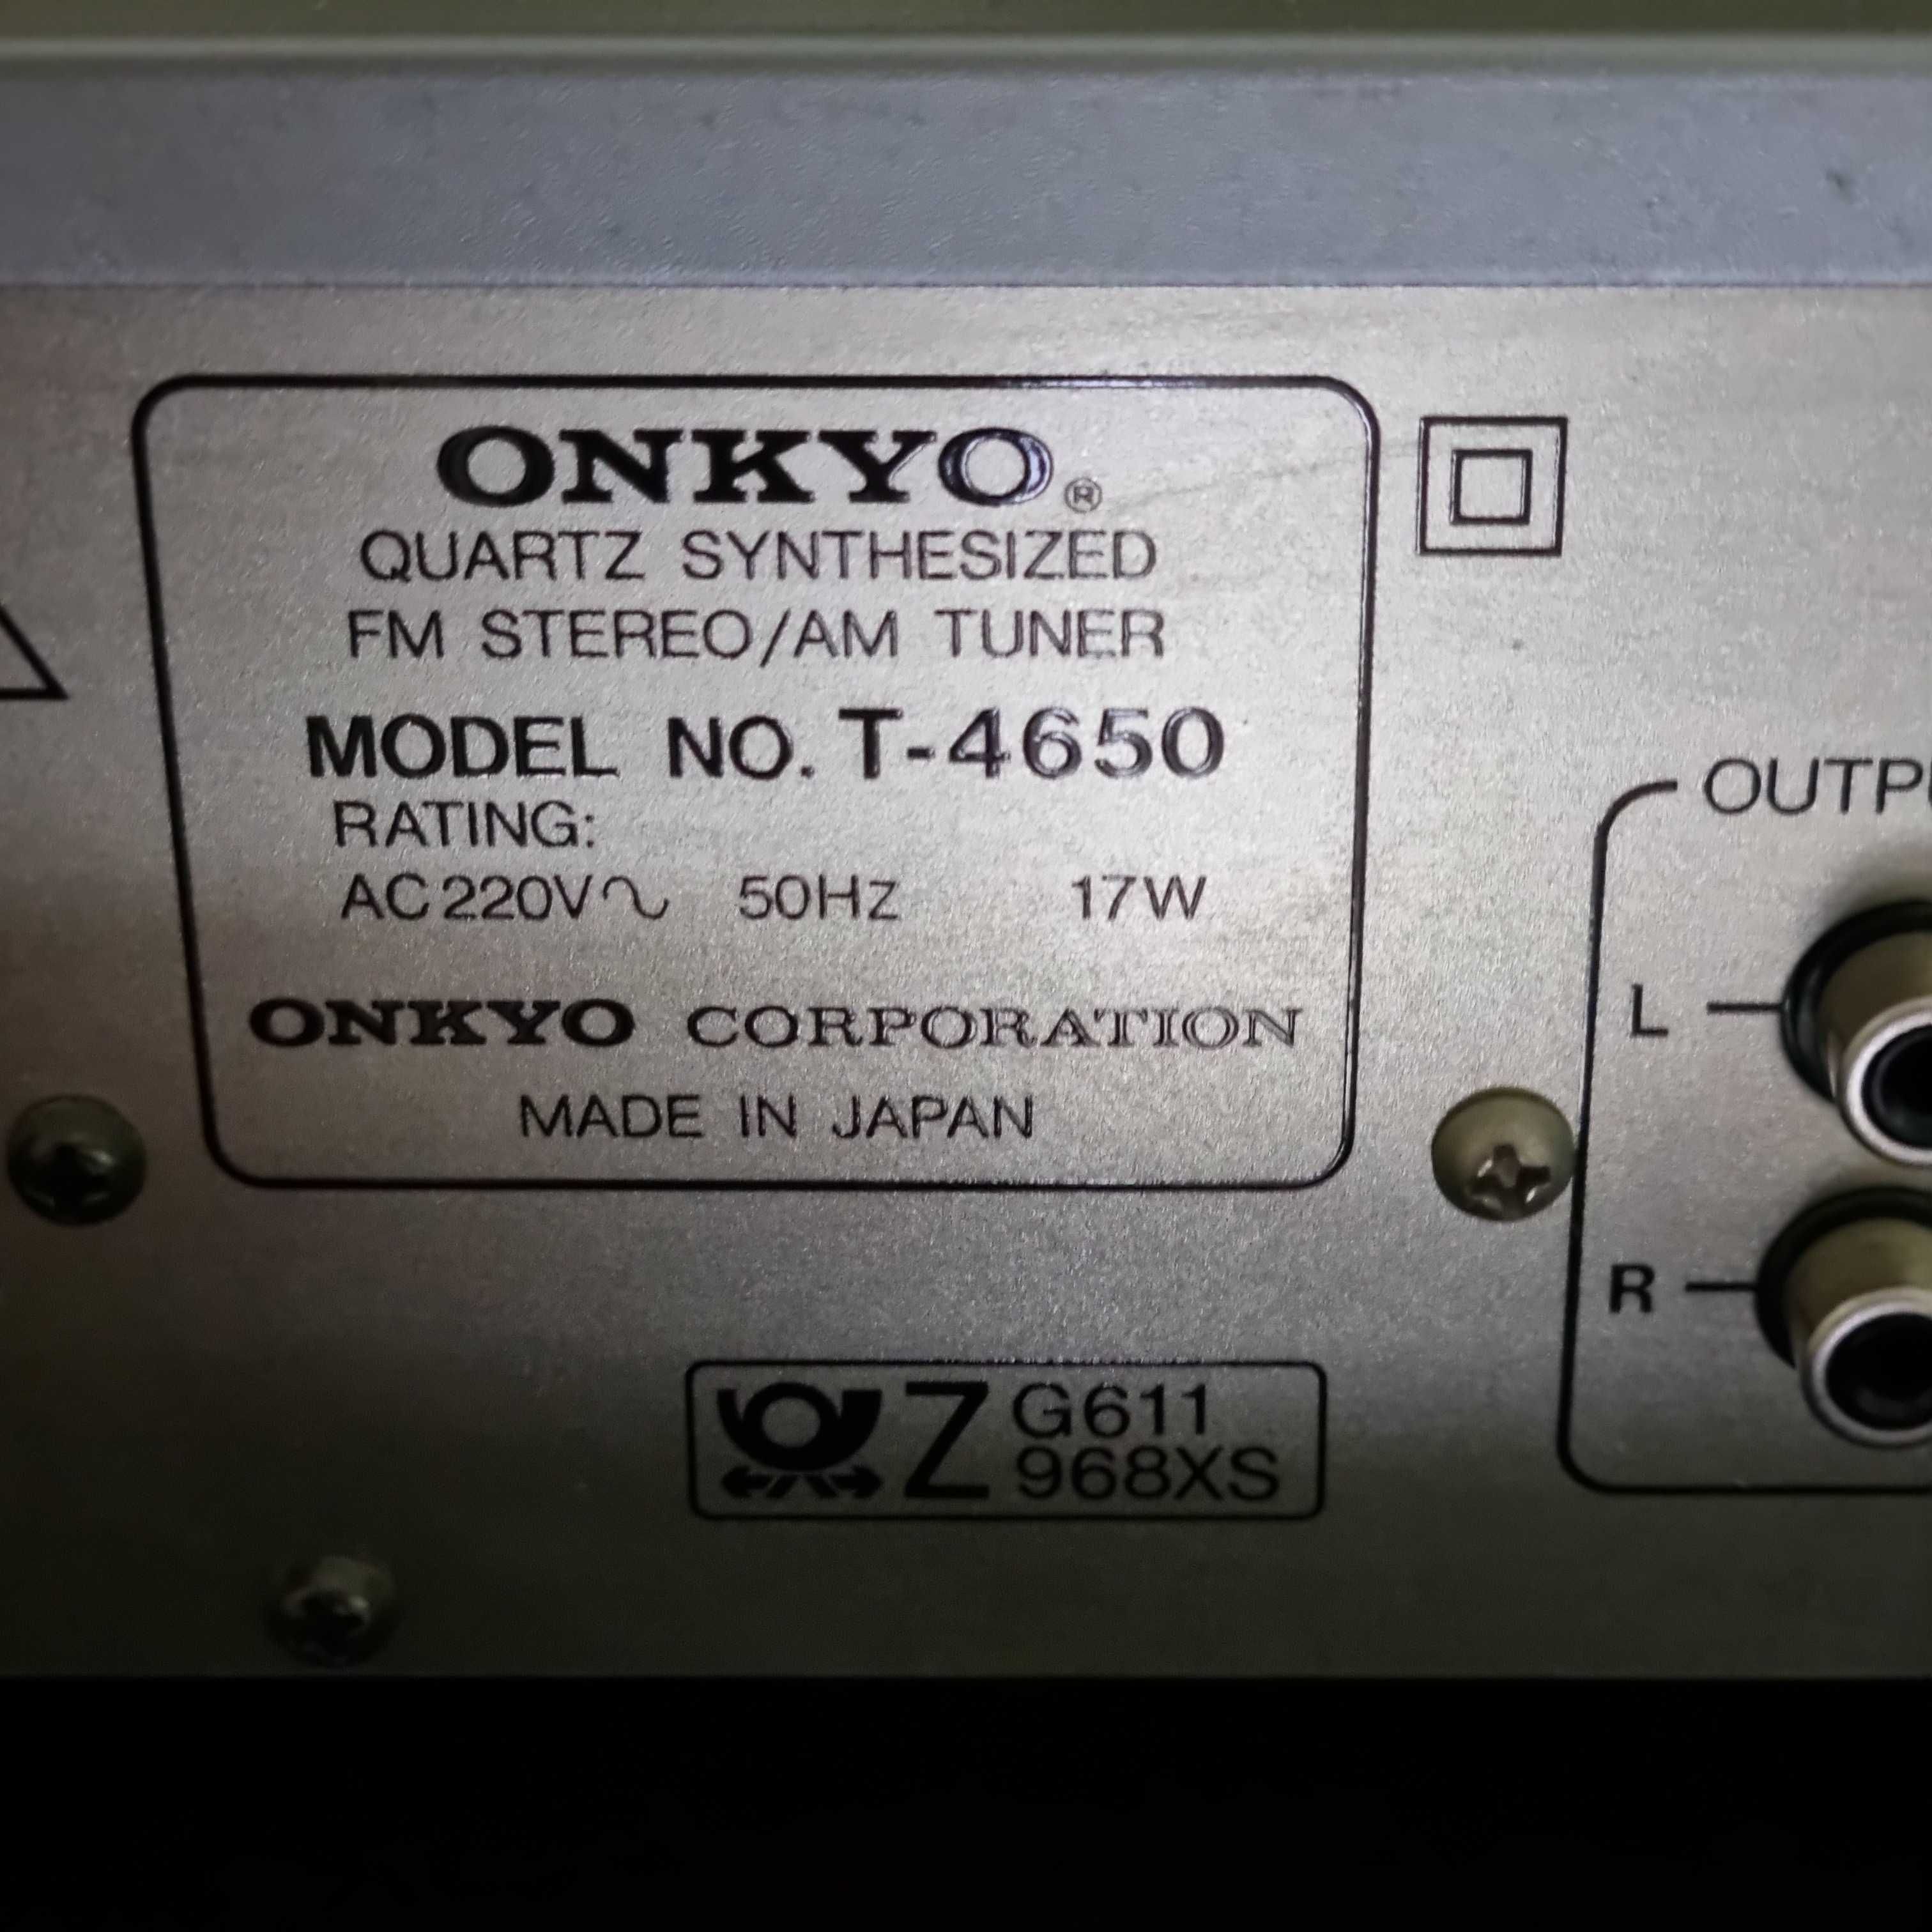 ONKYO®
QUARTZ SYNTHESIZED
FM STEREO/AM TUNER
MODEL NO. T-4650
RATING:
AC 220V∿ 50Hz 17W
ONKYO CORPORATION
MADE IN JAPAN
OUTPU
L
R
Z G611
968XS